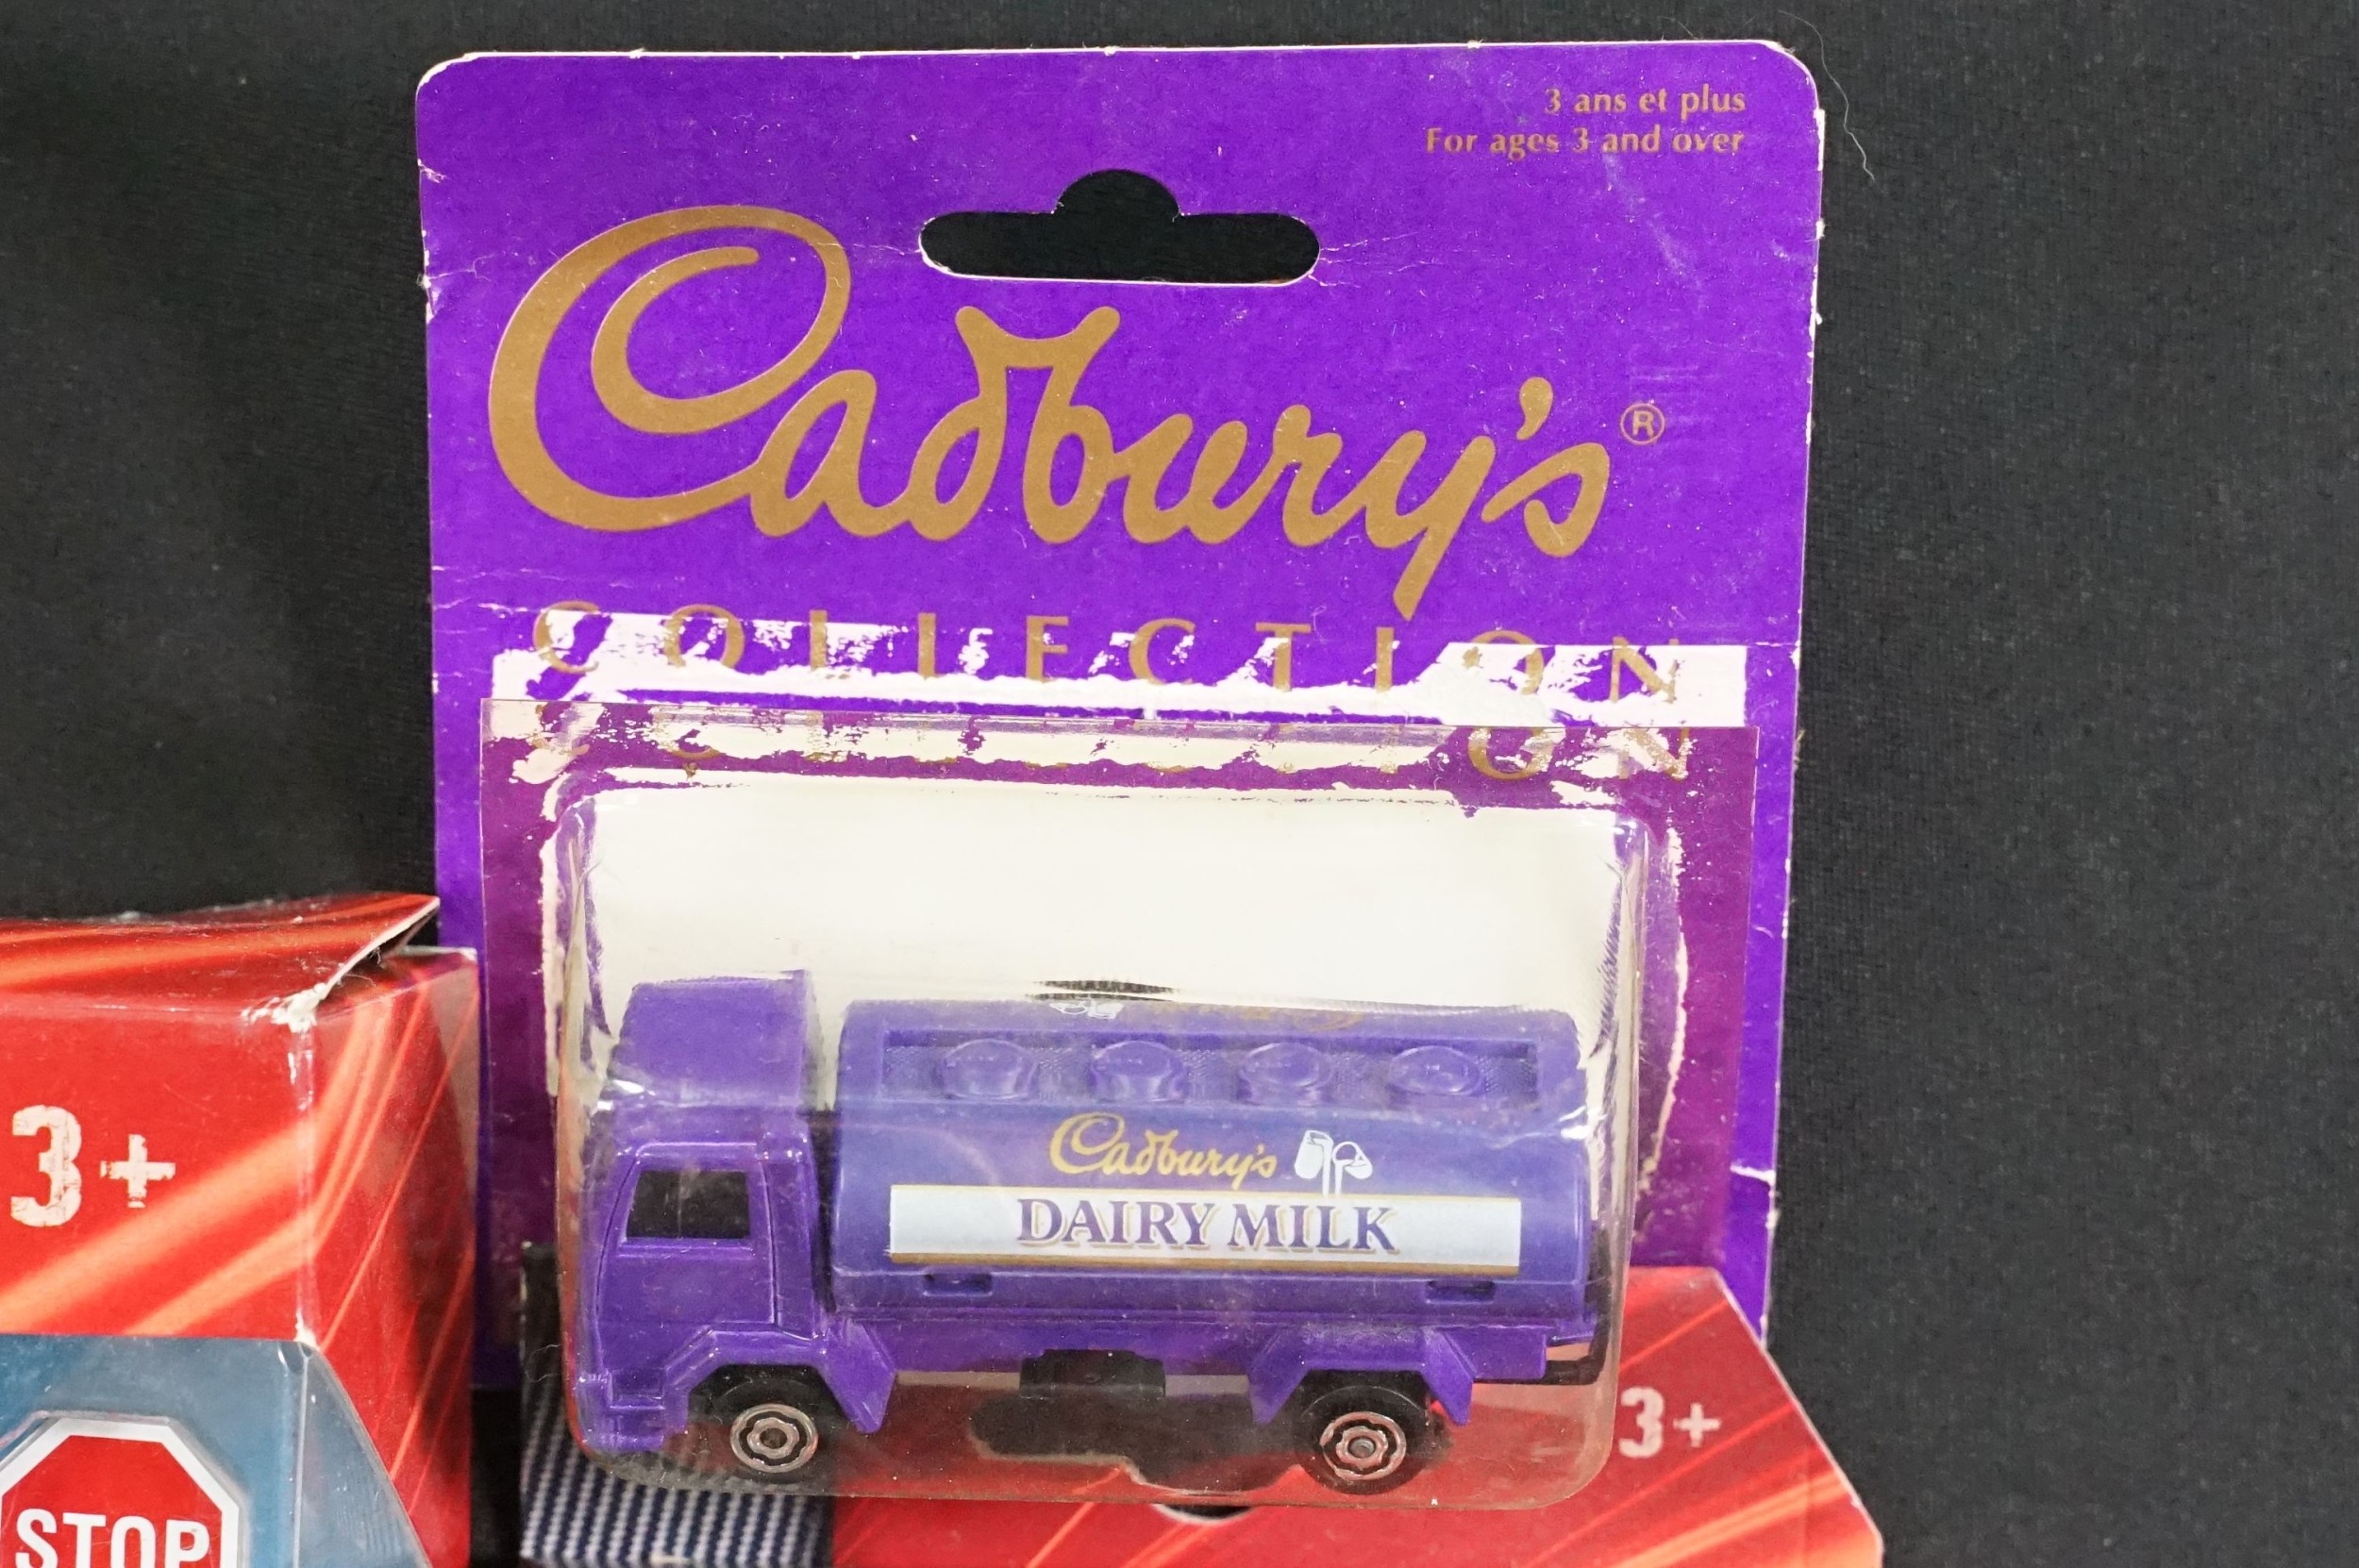 3 ans et plus
For ages 3 and over
Cadbury's®
COLLECTION
Cadbury's
DAIRY MILK
3+
3+
STOP